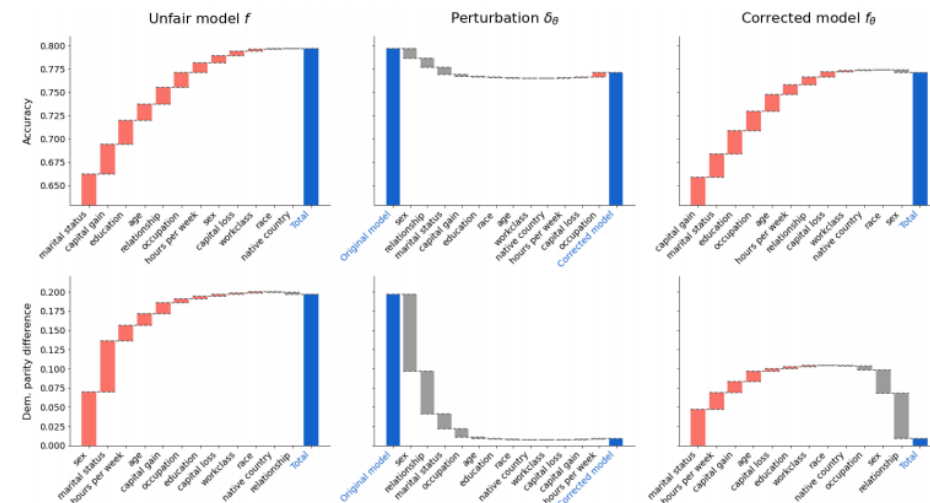 Unfair model f
Perturbation δθ
Corrected model fθ
Accuracy
0.800
0.775
0.750
0.725
0.700
0.675
0.650
marital status
capital gain
education
age
relationship
occupation
hours per week
sex
capital loss
workclass
race
native country
Total
Original model
sex
relationship
marital status
capital gain
education
race
age
workclass
native country
hours per week
capital loss
occupation
Corrected model
capital gain
marital status
education
occupation
age
hours per week
relationship
capital loss
workclass
native country
race
sex
Total
Dem. parity difference
0.200
0.175
0.150
0.125
0.100
0.075
0.050
0.025
0.000
sex
marital status
hours per week
age
capital gain
occupation
education
capital loss
workclass
race
native country
relationship
Total
Original model
sex
relationship
marital status
occupation
age
education
race
native country
workclass
capital loss
capital gain
hours per week
Corrected model
marital status
hours per week
capital gain
age
capital loss
education
workclass
race
native country
occupation
sex
relationship
Total